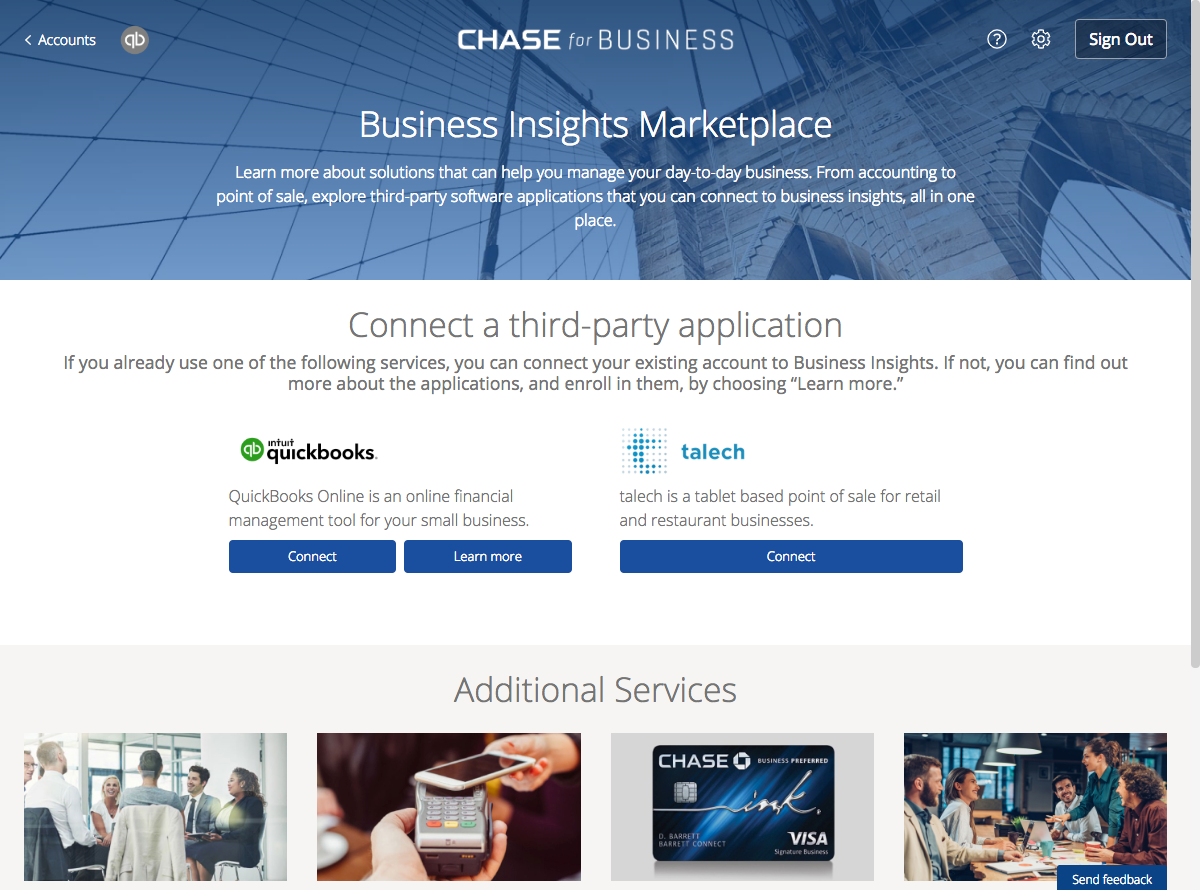 Accounts
qb
CHASE for BUSINESS
Sign Out
Business Insights Marketplace
Learn more about solutions that can help you manage your day-to-day business. From accounting to
point of sale, explore third-party software applications that you can connect to business insights, all in one
place.
Connect a third-party application
If you already use one of the following services, you can connect your existing account to Business Insights. If not, you can find out
more about the applications, and enroll in them, by choosing “Learn more.”
qb intuit quickbooks.
talech
QuickBooks Online is an online financial
management tool for your small business.
talech is a tablet based point of sale for retail
and restaurant businesses.
Connect
Learn more
Connect
Additional Services
CHASE
BUSINESS PREFERRED
ink.
D. BARRETT
BARRETT CONNECT
VISA
Signature Business
Send feedback